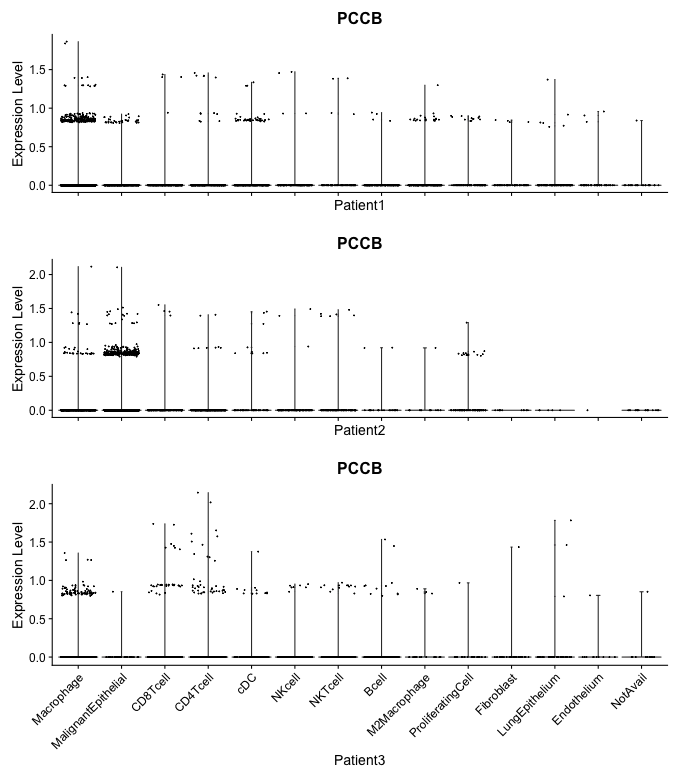 PCCB
Expression Level
1.5
1.0
0.5
0.0
Patient1
PCCB
Expression Level
2.0
1.5
1.0
0.5
0.0
Patient2
PCCB
Expression Level
2.0
1.5
1.0
0.5
0.0
Macrophage
MalignantEpithelial
CD8Tcell
CD4Tcell
cDC
NKcell
NKTcell
Bcell
M2Macrophage
ProliferatingCell
Fibroblast
LungEpithelium
Endothelium
NotAvail
Patient3